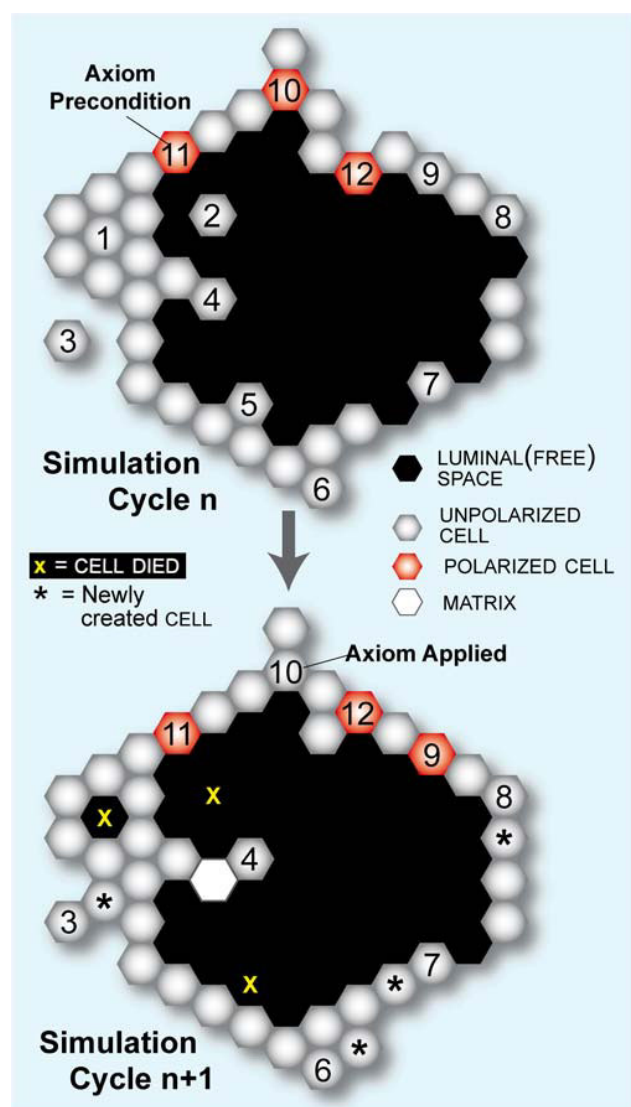 Axiom
Precondition
10
11
12
9
2
8
1
4
3
7
5
Simulation
Cycle n
6
LUMINAL(FREE)
SPACE
UNPOLARIZED
CELL
POLARIZED CELL
MATRIX
x = CELL DIED
* = Newly
created CELL
10
Axiom Applied
12
11
9
x
8
x
*
4
*
3
7
x
*
*
6
Simulation
Cycle n+1